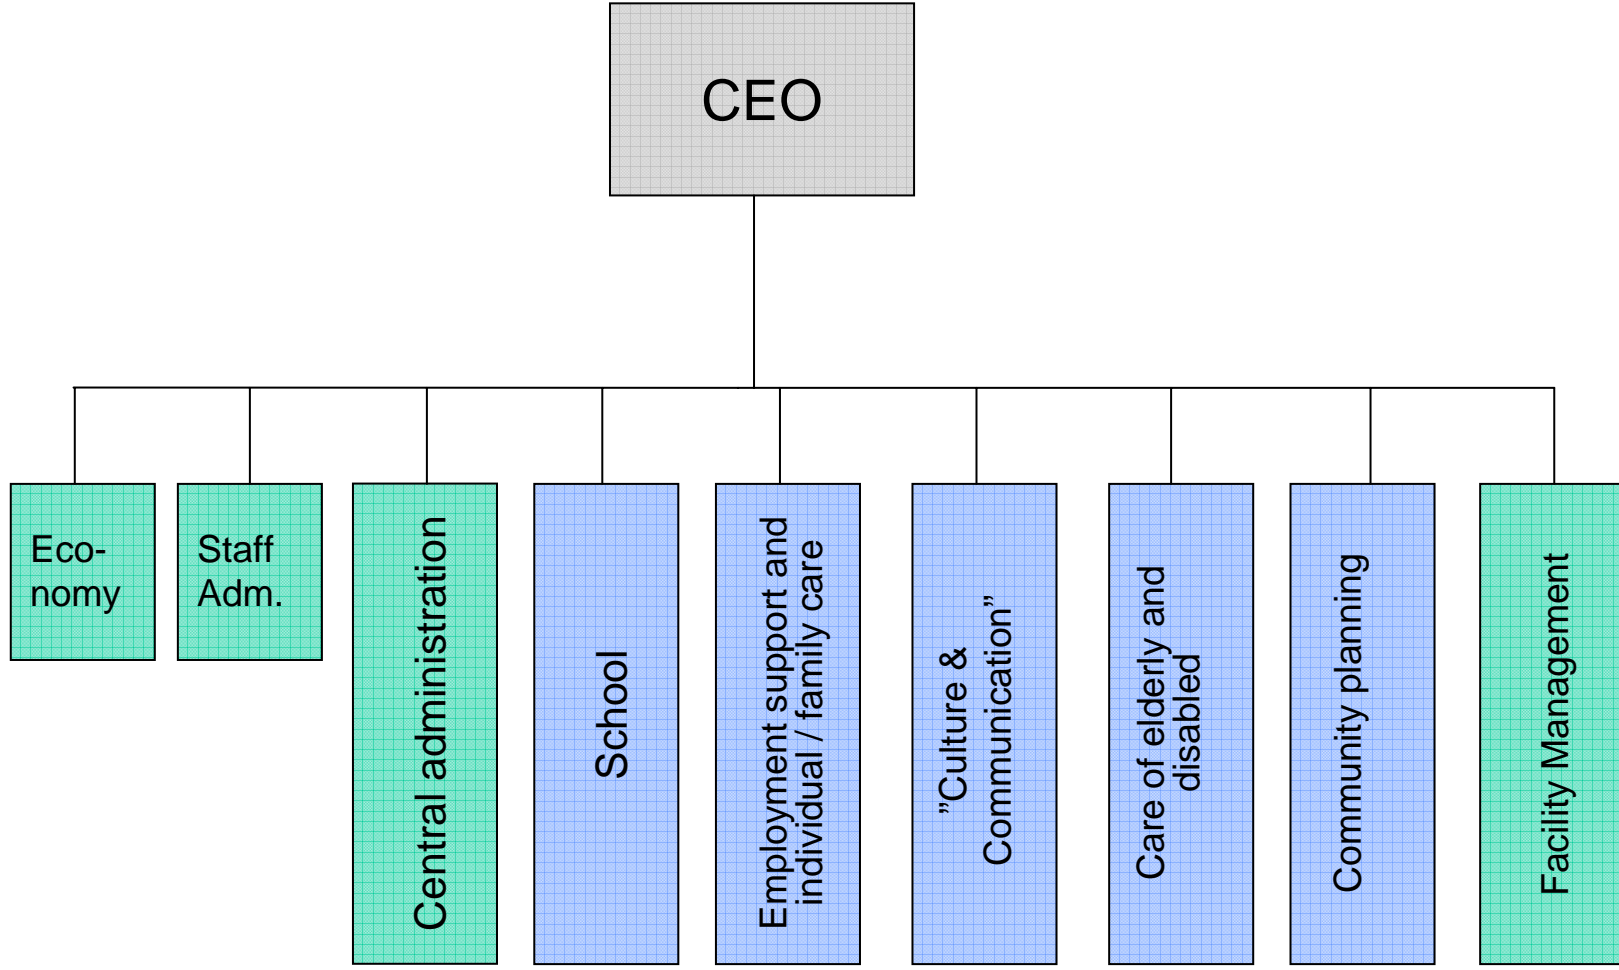 CEO
Eco-
nomy
Staff
Adm.
Central administration
School
Employment support and
individual / family care
”Culture &
Communication”
Care of elderly and
disabled
Community planning
Facility Management